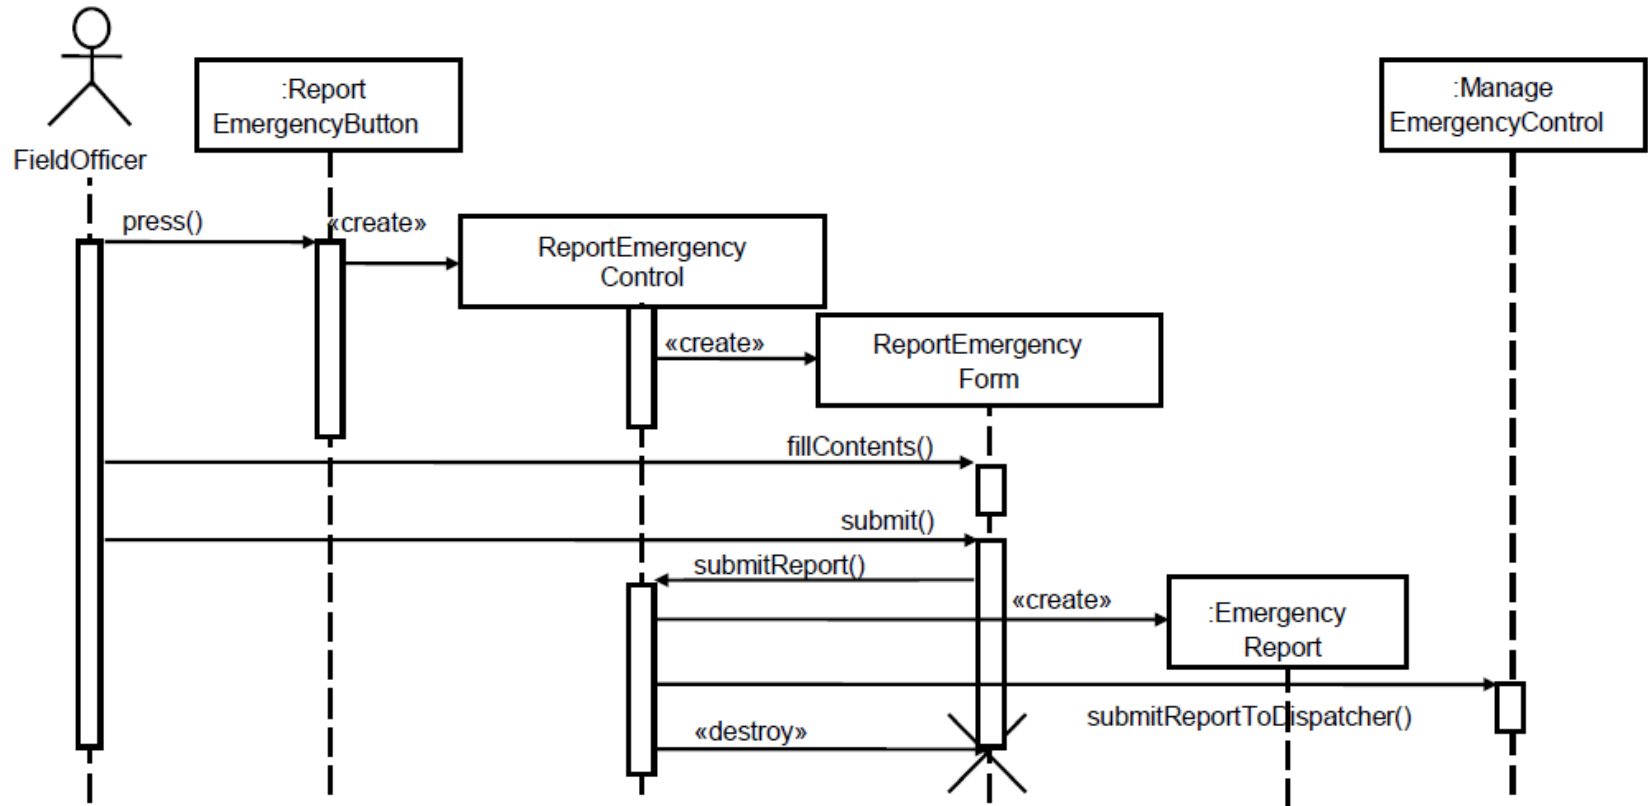 :Report
EmergencyButton
:Manage
EmergencyControl
FieldOfficer
press()
«create»
ReportEmergency
Control
«create»
ReportEmergency
Form
fillContents()
submit()
submitReport()
«create»
:Emergency
Report
submitReportToDispatcher()
«destroy»